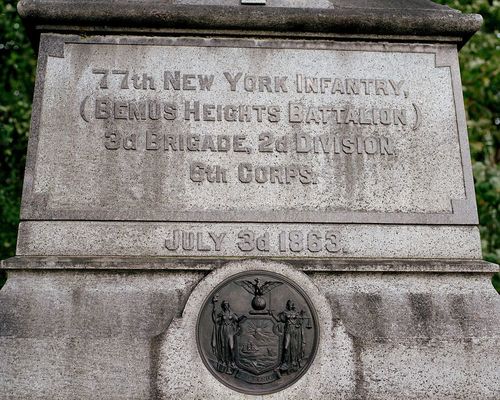 77th New York Infantry,
(Bemus Heights Battalion)
3d Brigade, 2d Division,
6th Corps.
July 3d 1863.